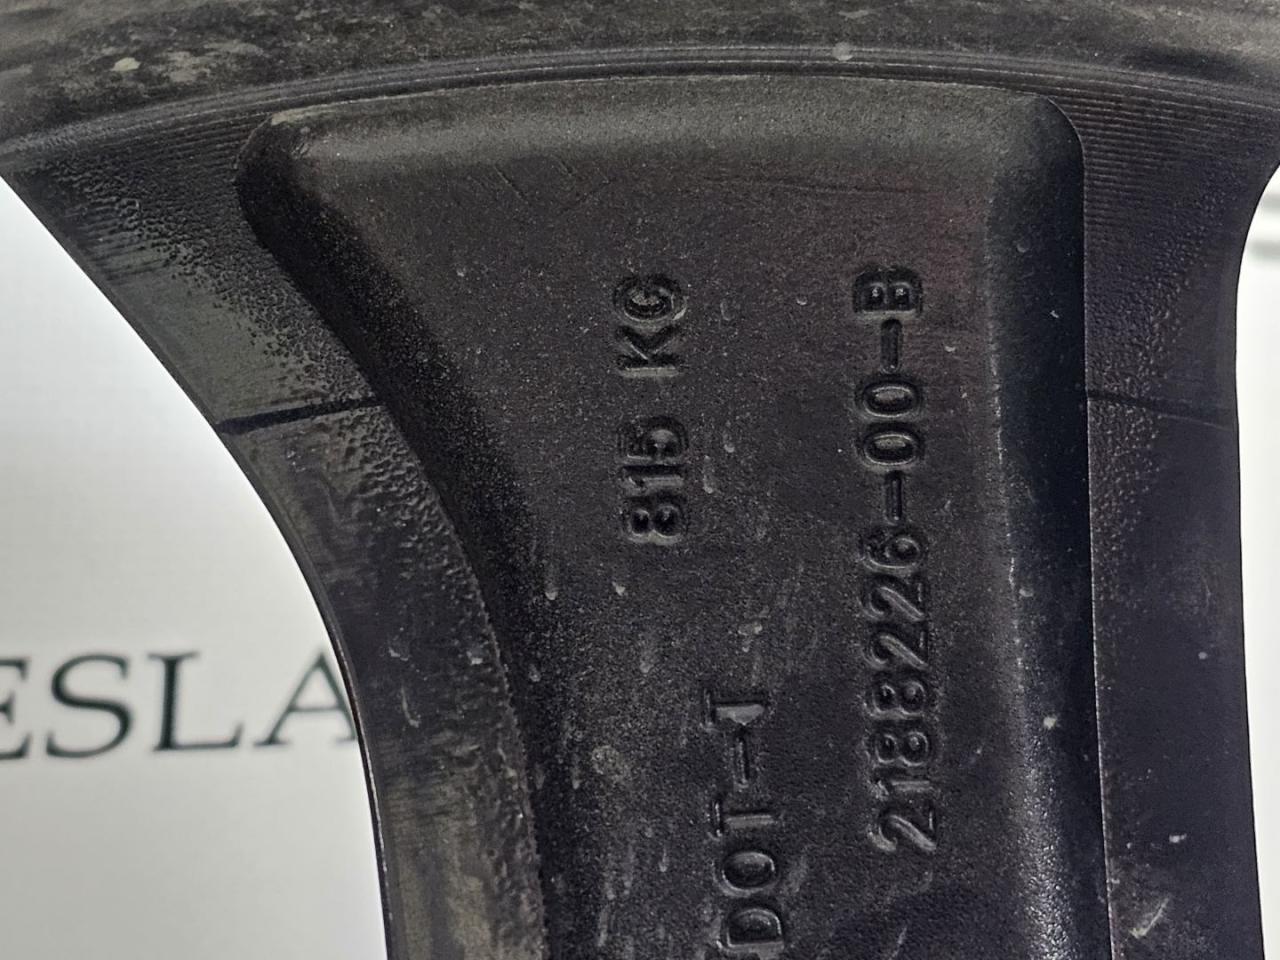 815 KG
DOT-T
2188226-00-B
ESLA